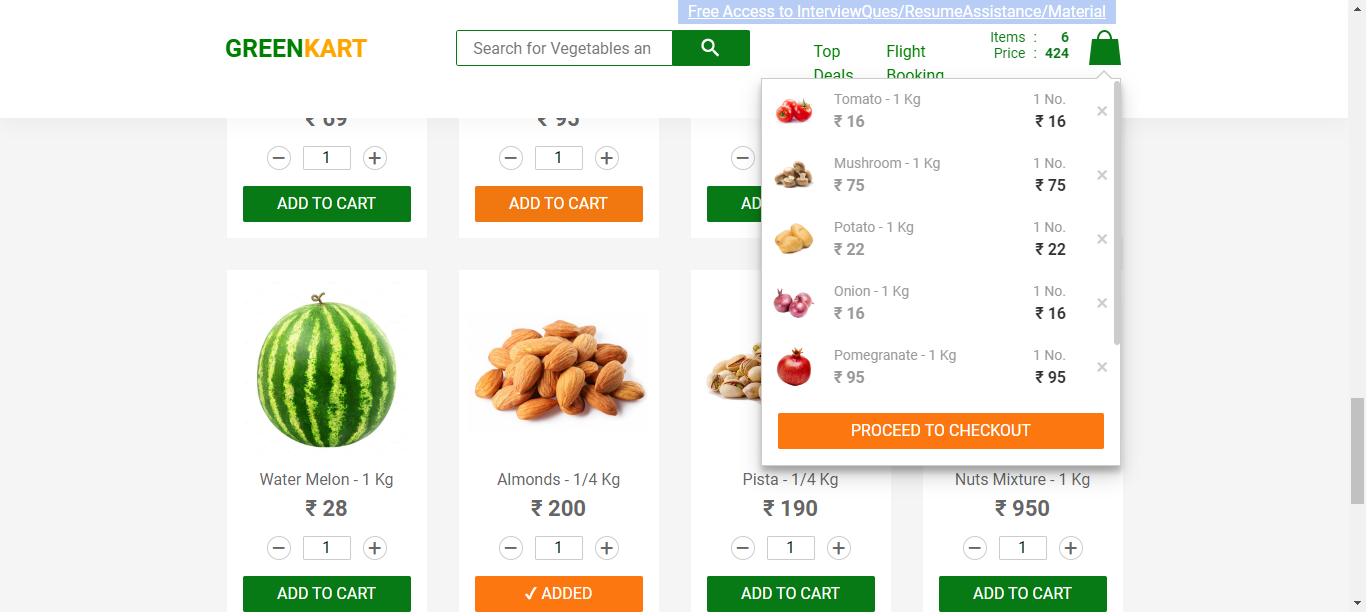 Free Access to InterviewQues/ResumeAssistance/Material
GREENKART
Search for Vegetables an
Top Deals
Flight Booking
Items : 6
Price : 424
Tomato - 1 Kg 1 No. ×
₹ 16 ₹ 16
Mushroom - 1 Kg 1 No. ×
₹ 75 ₹ 75
Potato - 1 Kg 1 No. ×
₹ 22 ₹ 22
Onion - 1 Kg 1 No. ×
₹ 16 ₹ 16
Pomegranate - 1 Kg 1 No. ×
₹ 95 ₹ 95
PROCEED TO CHECKOUT
₹ 69 ₹ 95
– 1 + – 1 + –
ADD TO CART ADD TO CART AD
Water Melon - 1 Kg Almonds - 1/4 Kg Pista - 1/4 Kg Nuts Mixture - 1 Kg
₹ 28 ₹ 200 ₹ 190 ₹ 950
– 1 + – 1 + – 1 + – 1 +
ADD TO CART ✓ ADDED ADD TO CART ADD TO CART